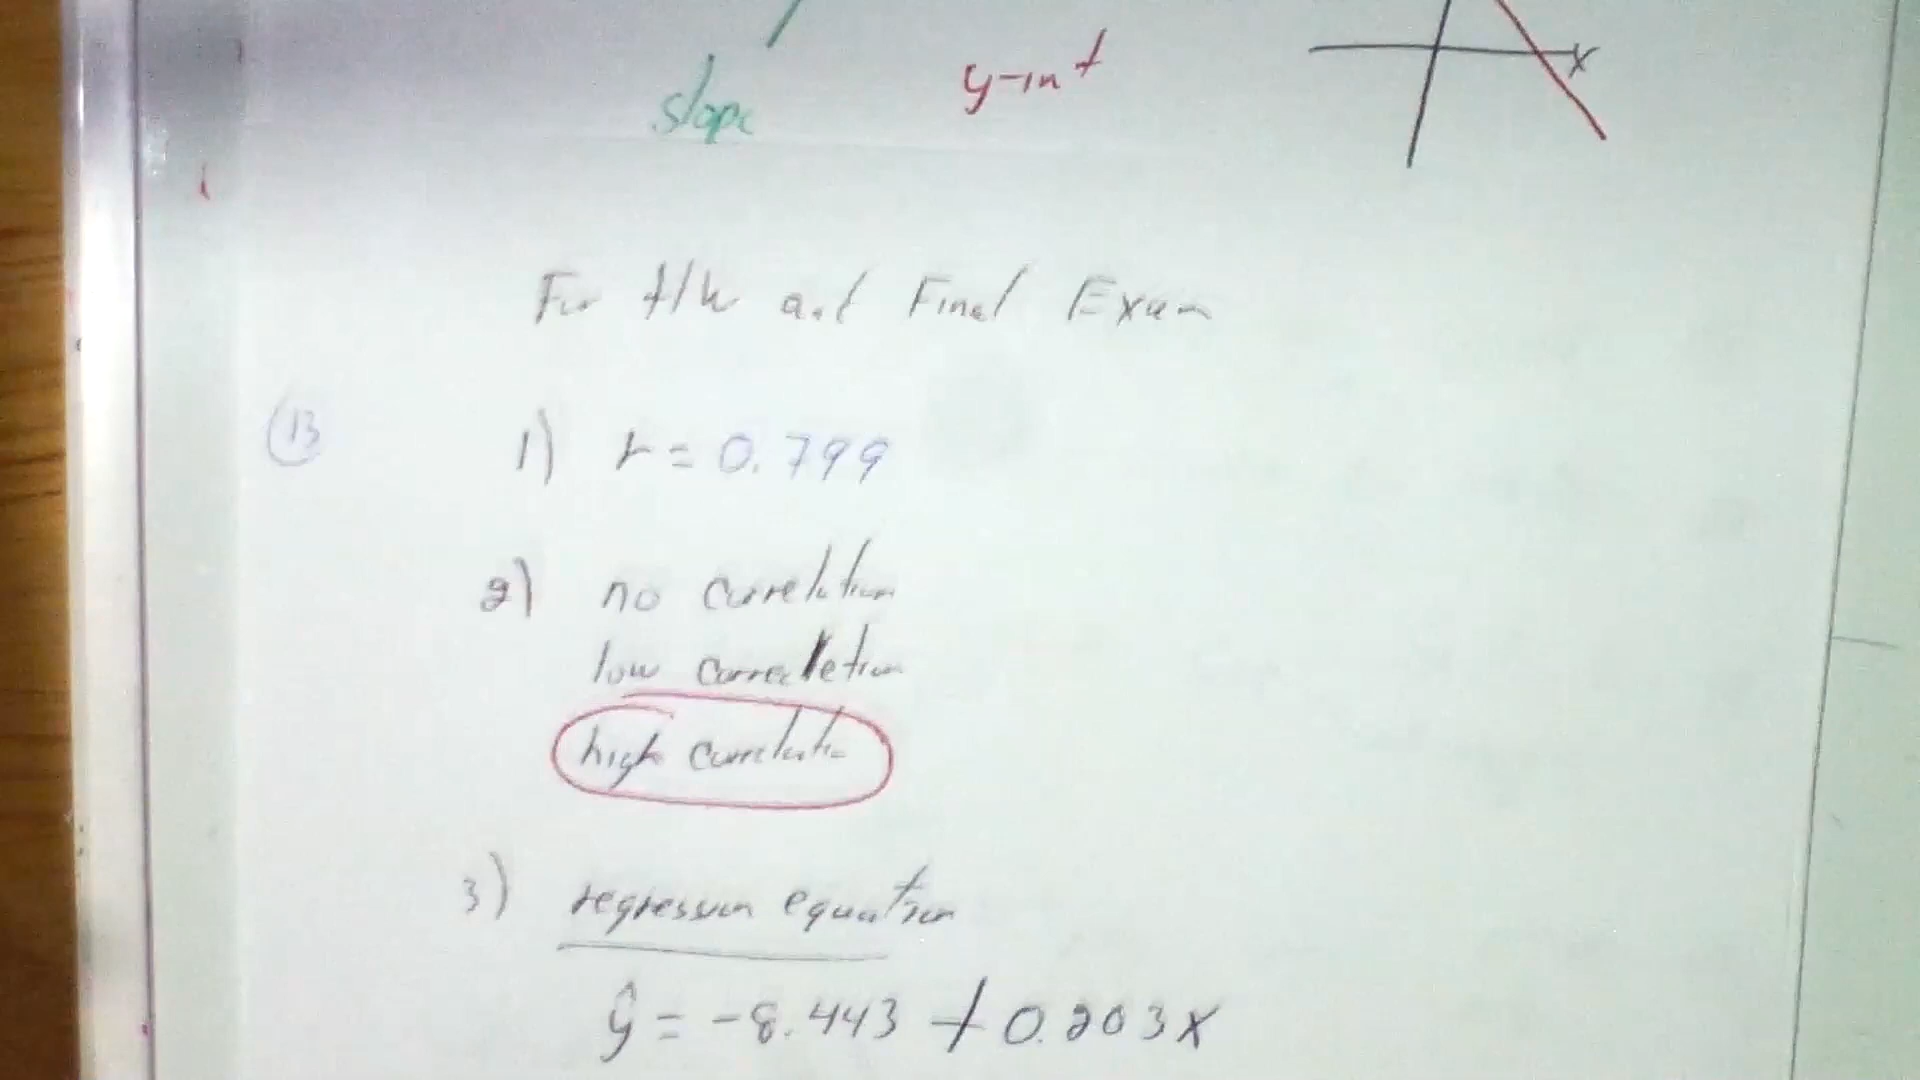 slope
y-int
x
For H/W and Final Exam
(13
1) r = 0.799
2) no correlation
low correlation
high correlation
3) regression equation
ŷ = -8.443 + 0.203x